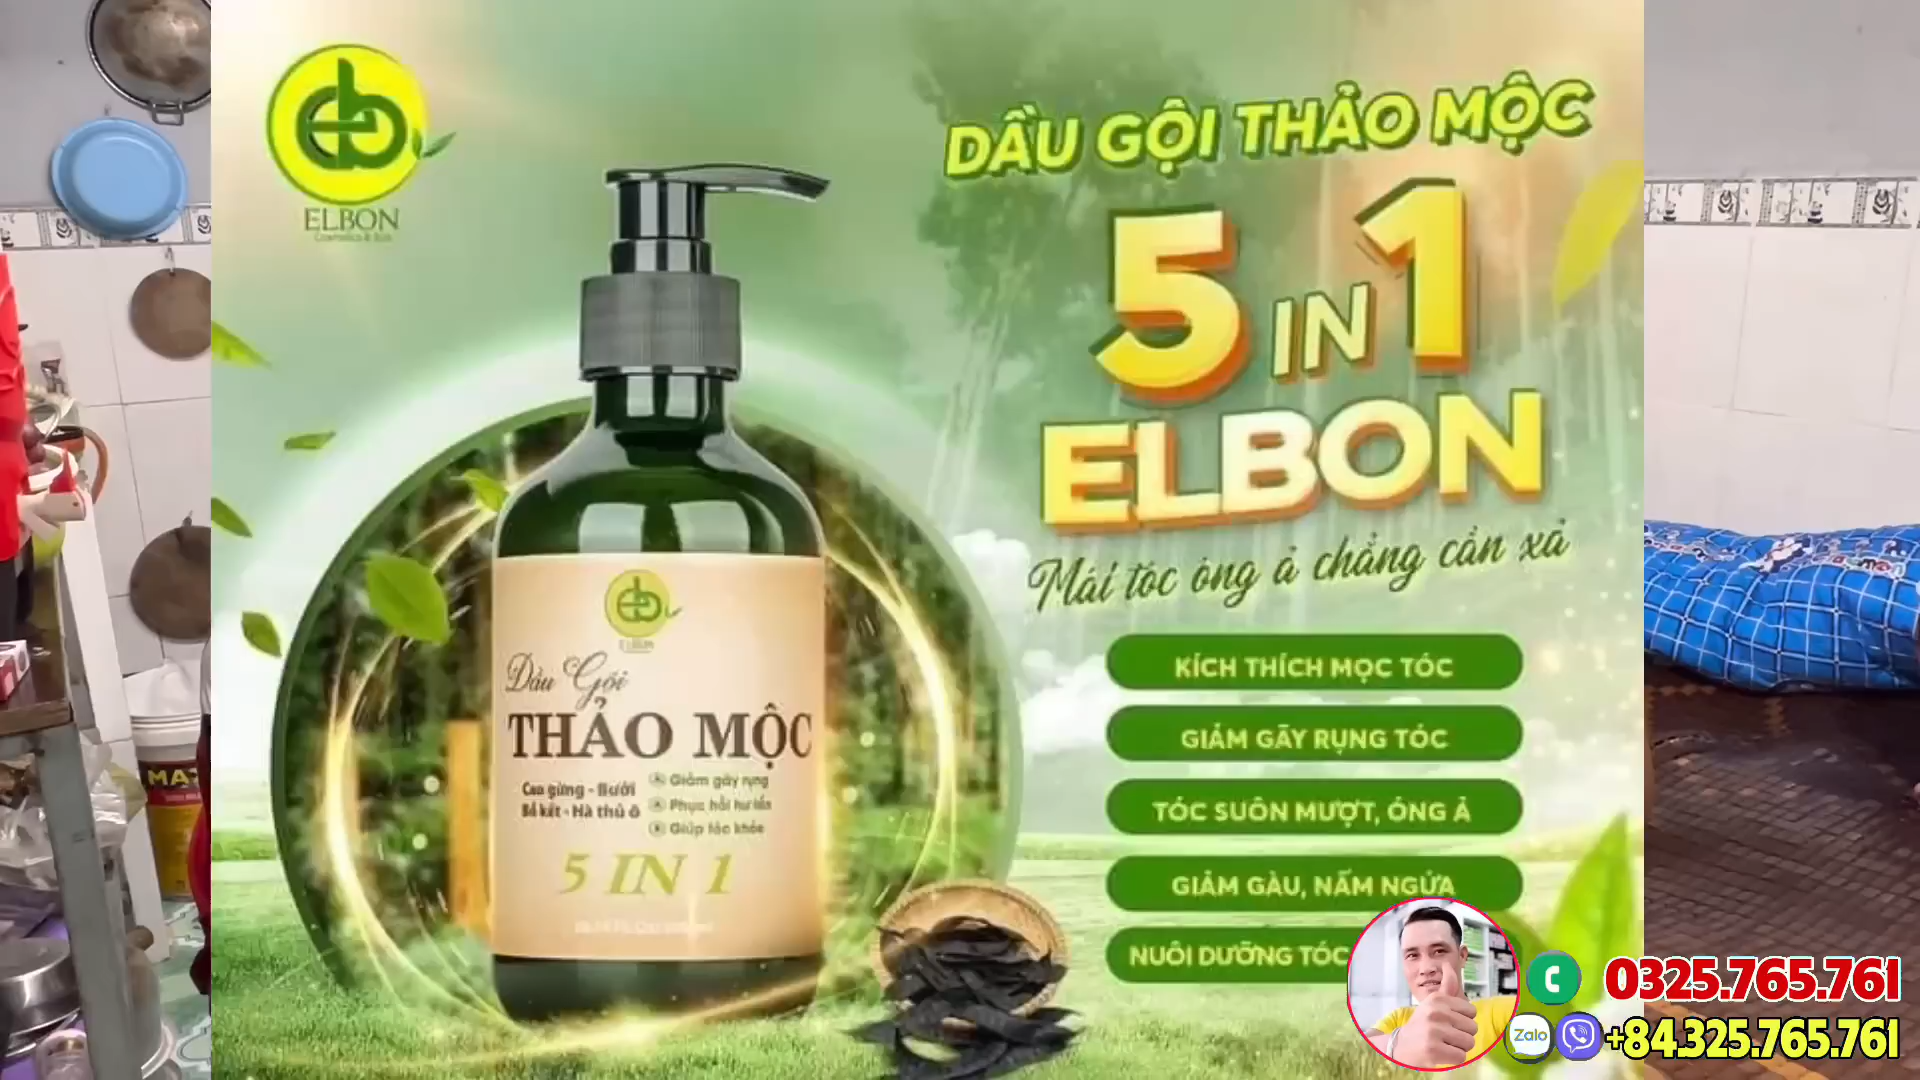 ELBON
DẦU GỘI THẢO MỘC
5 IN 1
ELBON
Mái tóc óng ả chẳng cần xả
KÍCH THÍCH MỌC TÓC
GIẢM GÃY RỤNG TÓC
TÓC SUÔN MƯỢT, ÓNG Ả
GIẢM GÀU, NẤM NGỨA
NUÔI DƯỠNG TÓC
ELBON
Dầu Gội
THẢO MỘC
Cao gừng - Bưởi
Bồ kết - Hà thủ ô
Giảm gãy rụng
Phục hồi hư tổn
Giúp tóc khỏe
5 IN 1
0325.765.761
Zalo
+84.325.765.761